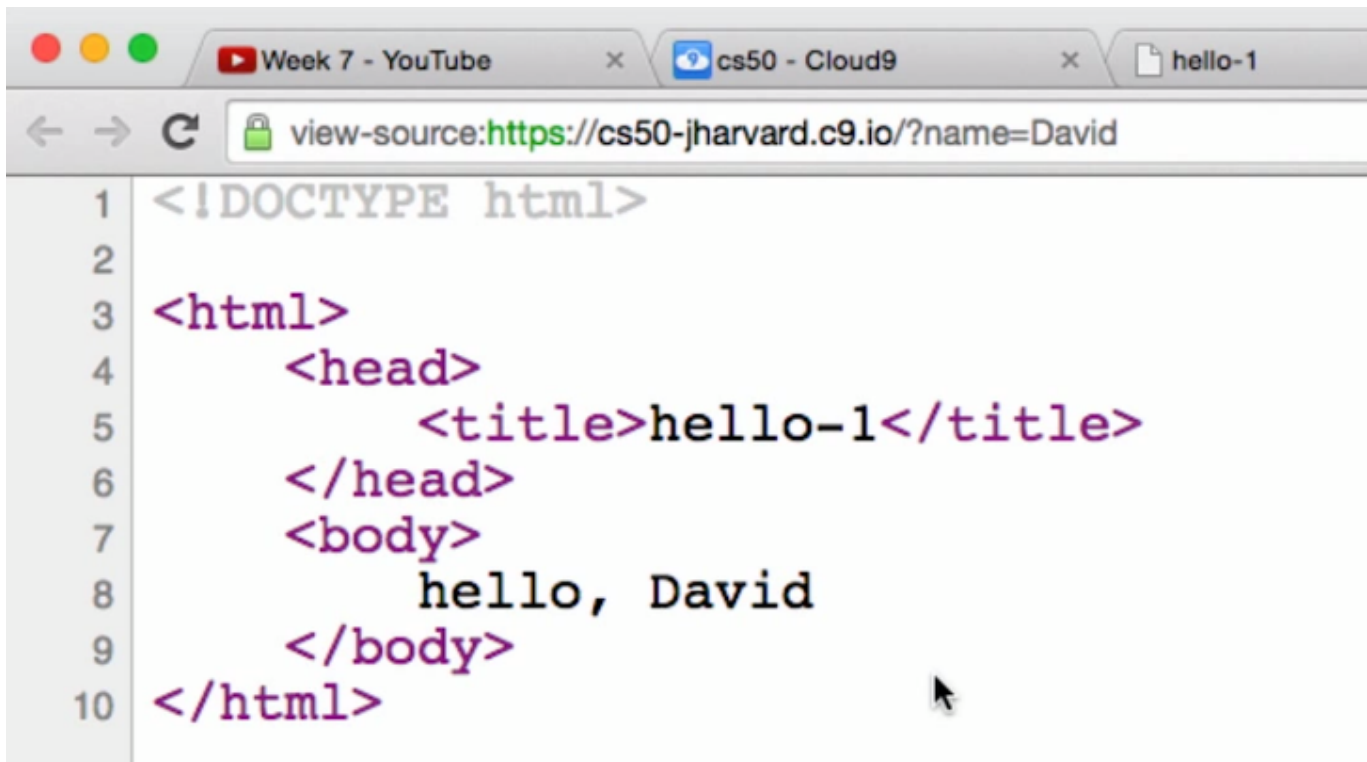 Week 7 - YouTube × cs50 - Cloud9 × hello-1
view-source:https://cs50-jharvard.c9.io/?name=David
1 <!DOCTYPE html>
2
3 <html>
4     <head>
5         <title>hello-1</title>
6     </head>
7     <body>
8         hello, David
9     </body>
10 </html>